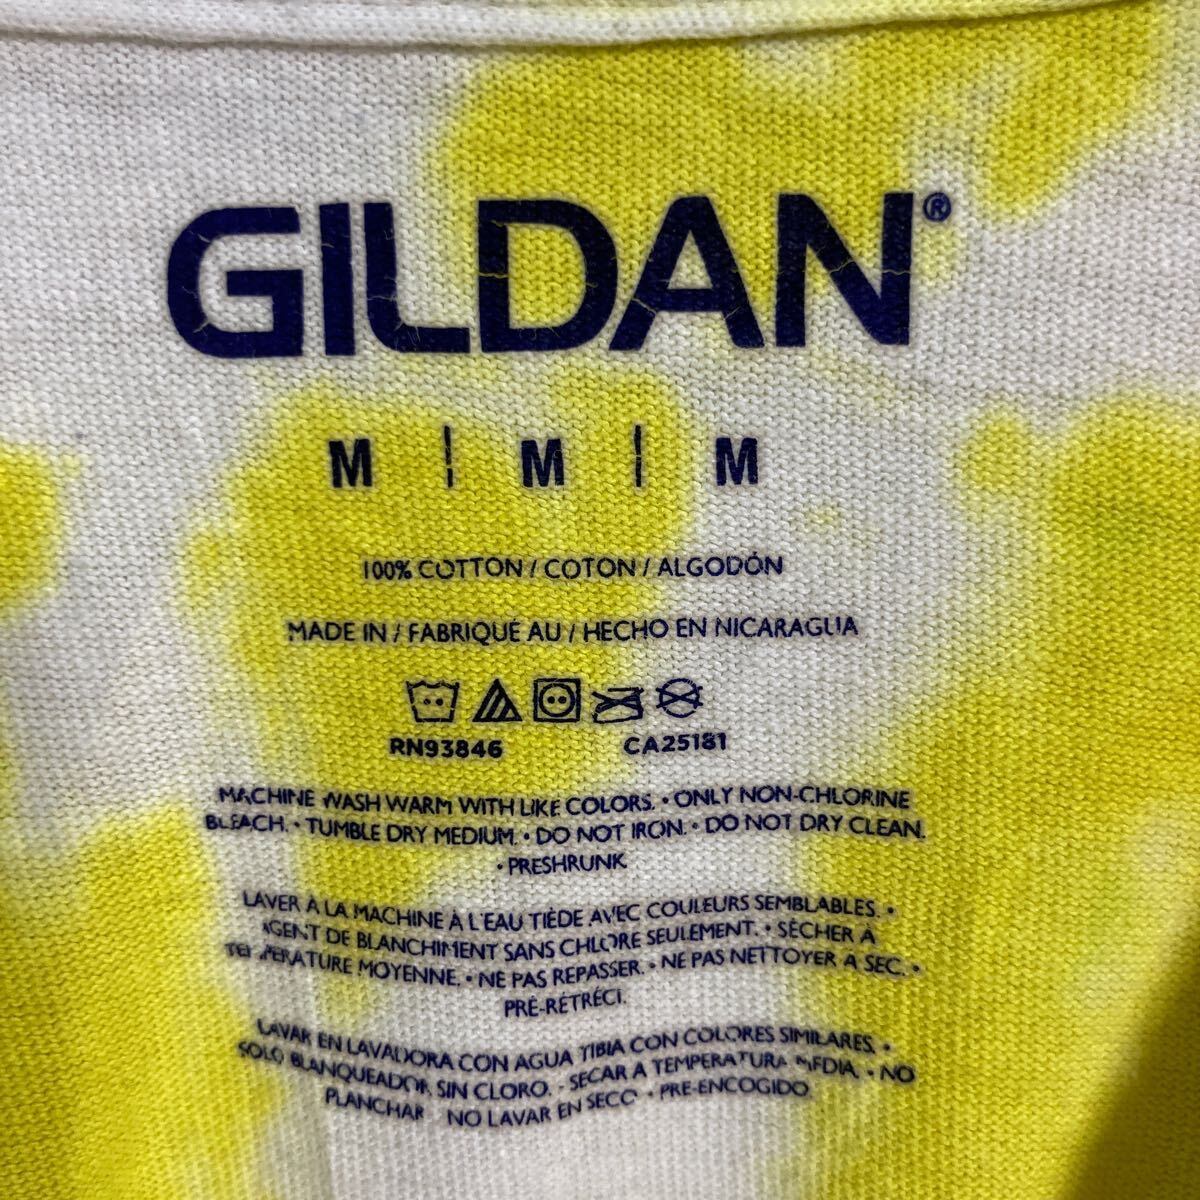 GILDAN®
M | M | M
100% COTTON / COTON / ALGODÓN
MADE IN / FABRIQUÉ AU / HECHO EN NICARAGUA
RN93846 CA25181
MACHINE WASH WARM WITH LIKE COLORS. • ONLY NON-CHLORINE
BLEACH. • TUMBLE DRY MEDIUM. • DO NOT IRON. • DO NOT DRY CLEAN.
• PRESHRUNK
LAVER À LA MACHINE À L'EAU TIÈDE AVEC COULEURS SEMBLABLES. •
AGENT DE BLANCHIMENT SANS CHLORE SEULEMENT. • SÉCHER À
TEMPERATURE MOYENNE. • NE PAS REPASSER. • NE PAS NETTOYER A SEC. •
PRÉ-RÉTRÉCI.
LAVAR EN LAVADORA CON AGUA TIBIA CON COLORES SIMILARES. •
SOLO BLANQUEADOR SIN CLORO. • SECAR A TEMPERATURA MEDIA. • NO
PLANCHAR NO LAVAR EN SECO • PRE-ENCOGIDO.